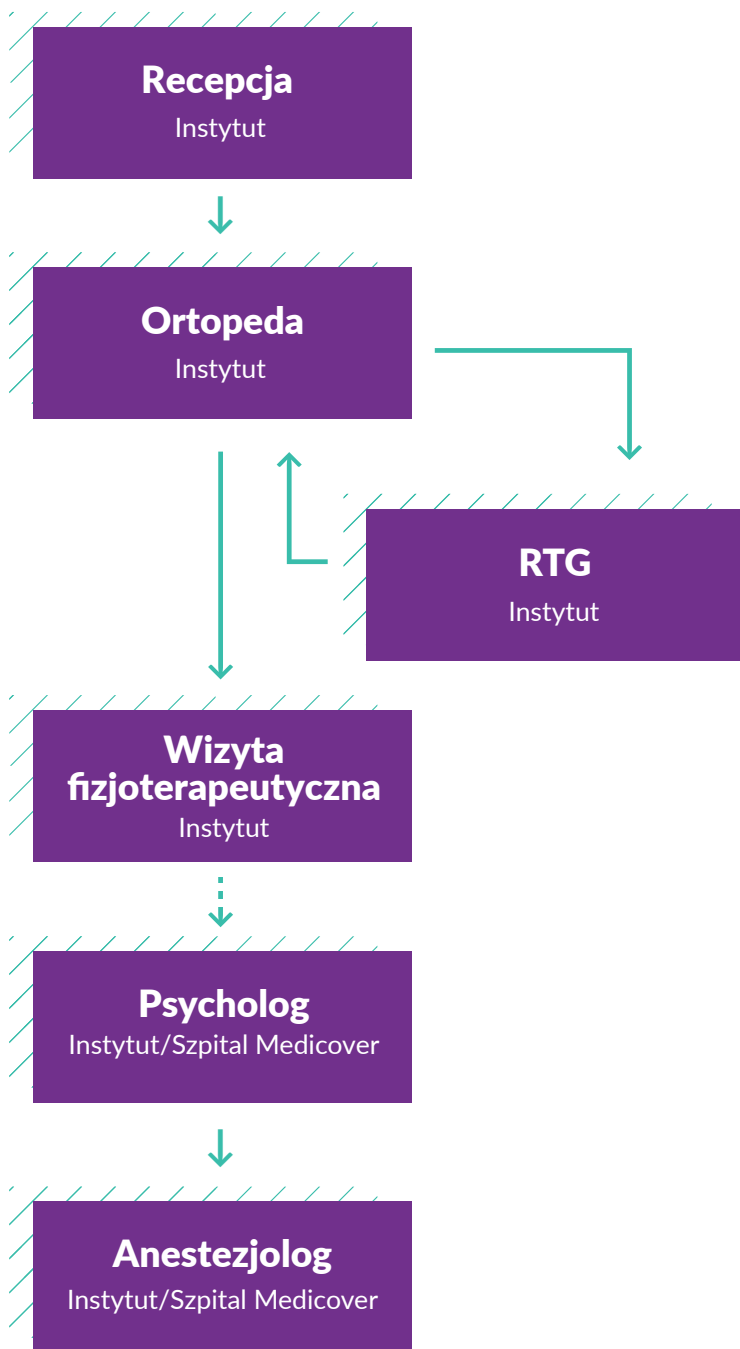 Recepcja
Instytut
Ortopeda
Instytut
RTG
Instytut
Wizyta
fizjoterapeutyczna
Instytut
Psycholog
Instytut/Szpital Medicover
Anestezjolog
Instytut/Szpital Medicover